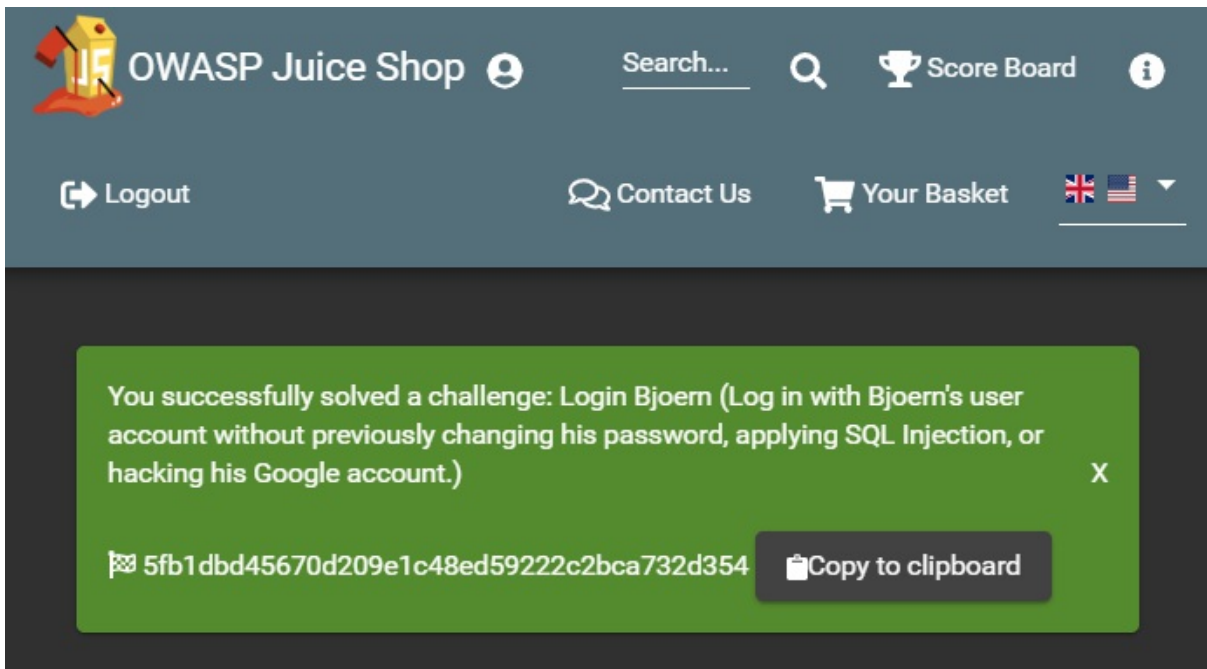 JS
OWASP Juice Shop
Search...
Score Board
Logout
Contact Us
Your Basket
You successfully solved a challenge: Login Bjoern (Log in with Bjoern's user
account without previously changing his password, applying SQL Injection, or
hacking his Google account.)
X
5fb1dbd45670d209e1c48ed59222c2bca732d354
Copy to clipboard